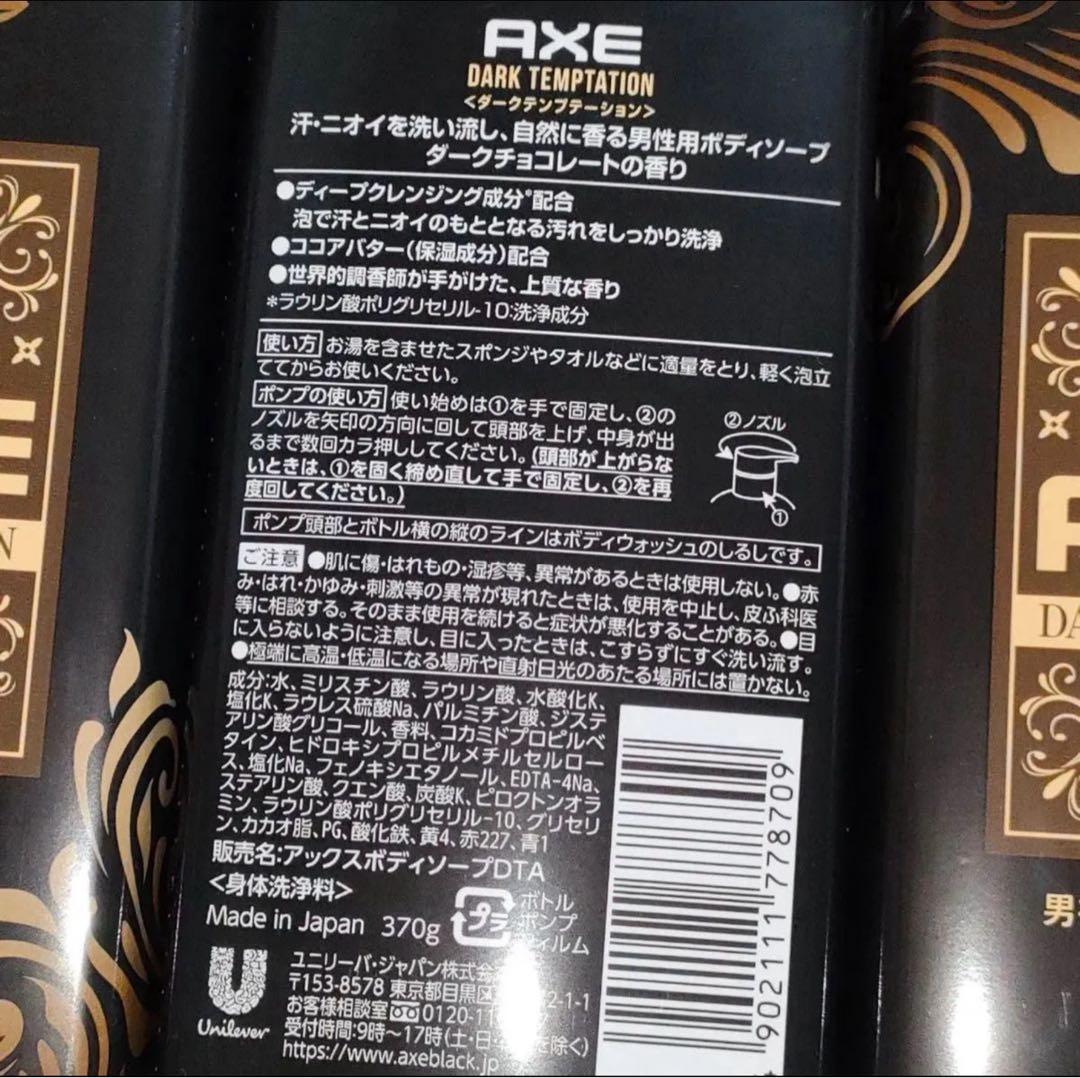 AXE
DARK TEMPTATION
<ダークテンプテーション>
汗・ニオイを洗い流し、自然に香る男性用ボディソープ
ダークチョコレートの香り
●ディープクレンジング成分*配合
泡で汗とニオイのもととなる汚れをしっかり洗浄
●ココアバター(保湿成分)配合
●世界的調香師が手がけた、上質な香り
*ラウリン酸ポリグリセリル-10:洗浄成分
使い方 お湯を含ませたスポンジやタオルなどに適量をとり、軽く泡立
ててからお使いください。
ポンプの使い方 使い始めは①を手で固定し、②の
ノズルを矢印の方向に回して頭部を上げ、中身が出
るまで数回カラ押ししてください。(頭部が上がらな
いときは、①を固く締め直して手で固定し、②を再
度回してください。)
②ノズル
①
ポンプ頭部とボトル横の縦のラインはボディウォッシュのしるしです。
ご注意 ●肌に傷・はれもの・湿疹等、異常があるときは使用しない。●赤
み・はれ・かゆみ・刺激等の異常が現れたときは、使用を中止し、皮ふ科医
等に相談する。そのまま使用を続けると症状が悪化することがある。●目
に入らないように注意し、目に入ったときは、こすらずにすぐ洗い流す。
●極端に高温・低温になる場所や直射日光のあたる場所には置かない。
成分:水、ミリスチン酸、ラウリン酸、水酸化K、
塩化K、ラウレス硫酸Na、パルミチン酸、ジステ
アリン酸グリコール、香料、コカミドプロピルベ
タイン、ヒドロキシプロピルメチルセルロー
ス、塩化Na、フェノキシエタノール、EDTA-4Na、
ステアリン酸、クエン酸、炭酸K、ピロクトンオラ
ミン、ラウリン酸ポリグリセリル-10、グリセリ
ン、カカオ脂、PG、酸化鉄、黄4、赤227、青1
販売名:アックスボディソープDTA
<身体洗浄料>
Made in Japan 370g
プラ
ボトル
ポンプ
フィルム
Unilever
ユニリーバ・ジャパン株式会
〒153-8578 東京都目黒区 2-1-1
お客様相談室 0120-11
受付時間:9時～17時(土・日・ を除く)
https://www.axeblack.jp
4902111778709
N
DA
男